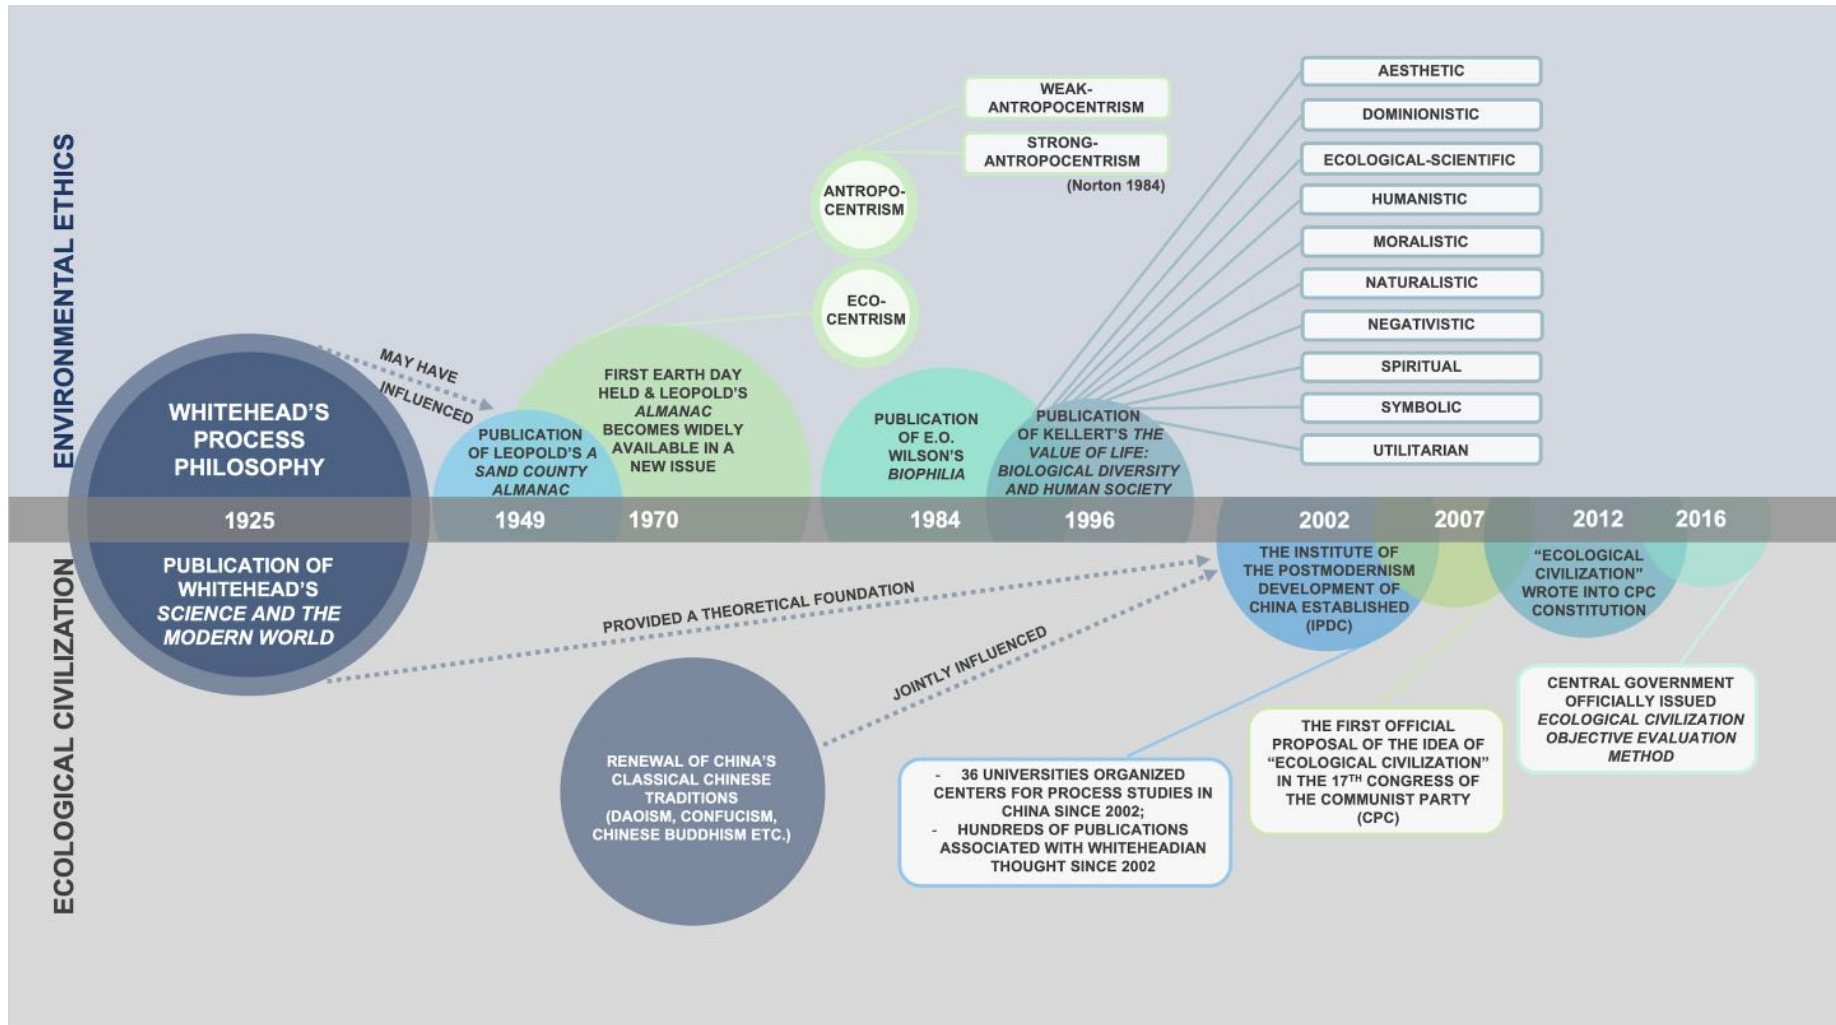 ENVIRONMENTAL ETHICS
ECOLOGICAL CIVILIZATION
WHITEHEAD'S
PROCESS
PHILOSOPHY
1925
PUBLICATION OF
WHITEHEAD'S
SCIENCE AND THE
MODERN WORLD
MAY HAVE
INFLUENCED
PUBLICATION
OF LEOPOLD'S A
SAND COUNTY
ALMANAC
1949
FIRST EARTH DAY
HELD & LEOPOLD'S
ALMANAC
BECOMES WIDELY
AVAILABLE IN A
NEW ISSUE
1970
ANTROPO-
CENTRISM
ECO-
CENTRISM
WEAK-
ANTROPOCENTRISM
STRONG-
ANTROPOCENTRISM
(Norton 1984)
PUBLICATION
OF E.O.
WILSON'S
BIOPHILIA
1984
PUBLICATION
OF KELLERT'S THE
VALUE OF LIFE:
BIOLOGICAL DIVERSITY
AND HUMAN SOCIETY
1996
AESTHETIC
DOMINIONISTIC
ECOLOGICAL-SCIENTIFIC
HUMANISTIC
MORALISTIC
NATURALISTIC
NEGATIVISTIC
SPIRITUAL
SYMBOLIC
UTILITARIAN
PROVIDED A THEORETICAL FOUNDATION
RENEWAL OF CHINA'S
CLASSICAL CHINESE
TRADITIONS
(DAOISM, CONFUCISM,
CHINESE BUDDHISM ETC.)
JOINTLY INFLUENCED
2002
THE INSTITUTE OF
THE POSTMODERNISM
DEVELOPMENT OF
CHINA ESTABLISHED
(IPDC)
- 36 UNIVERSITIES ORGANIZED
CENTERS FOR PROCESS STUDIES IN
CHINA SINCE 2002;
- HUNDREDS OF PUBLICATIONS
ASSOCIATED WITH WHITEHEADIAN
THOUGHT SINCE 2002
2007
THE FIRST OFFICIAL
PROPOSAL OF THE IDEA OF
"ECOLOGICAL CIVILIZATION"
IN THE 17TH CONGRESS OF
THE COMMUNIST PARTY
(CPC)
2012
"ECOLOGICAL
CIVILIZATION"
WROTE INTO CPC
CONSTITUTION
2016
CENTRAL GOVERNMENT
OFFICIALLY ISSUED
ECOLOGICAL CIVILIZATION
OBJECTIVE EVALUATION
METHOD